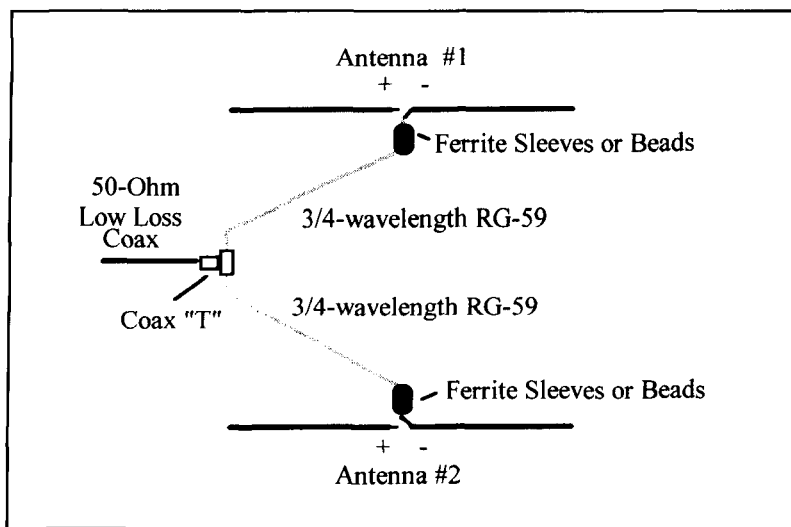 Antenna #1
+ -
Ferrite Sleeves or Beads
50-Ohm
Low Loss
Coax
3/4-wavelength RG-59
Coax "T"
3/4-wavelength RG-59
Ferrite Sleeves or Beads
+ -
Antenna #2